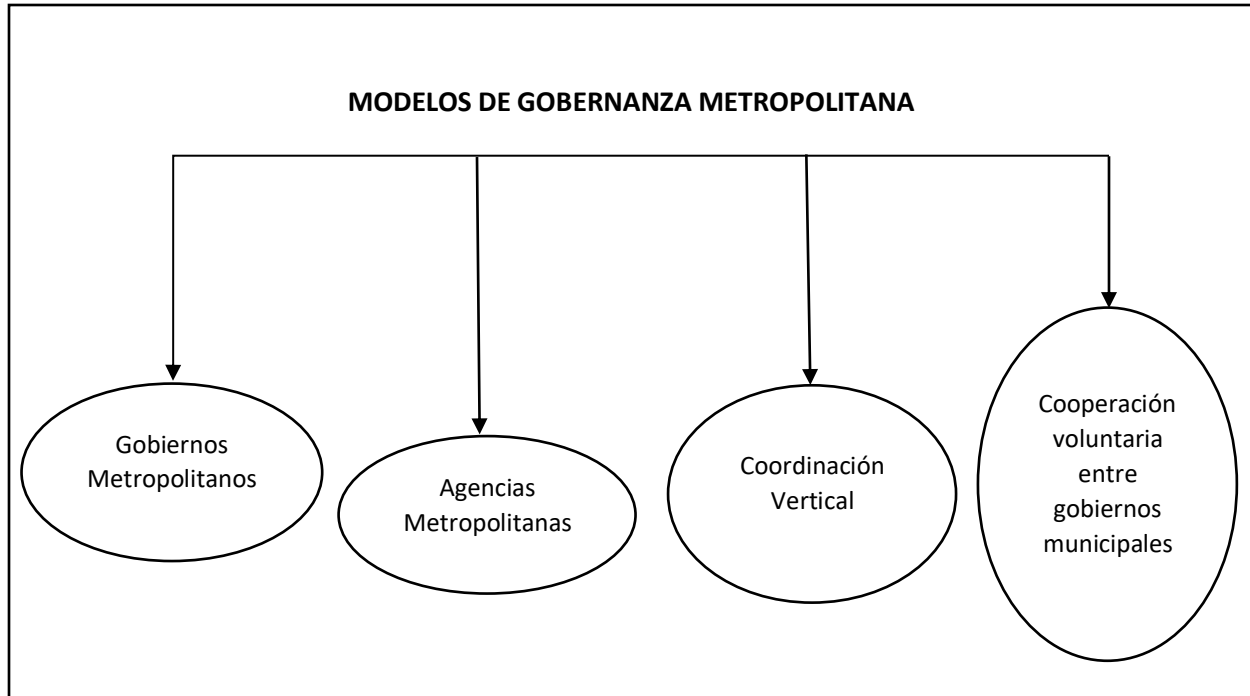 MODELOS DE GOBERNANZA METROPOLITANA
Gobiernos
Metropolitanos
Agencias
Metropolitanas
Coordinación
Vertical
Cooperación
voluntaria
entre
gobiernos
municipales